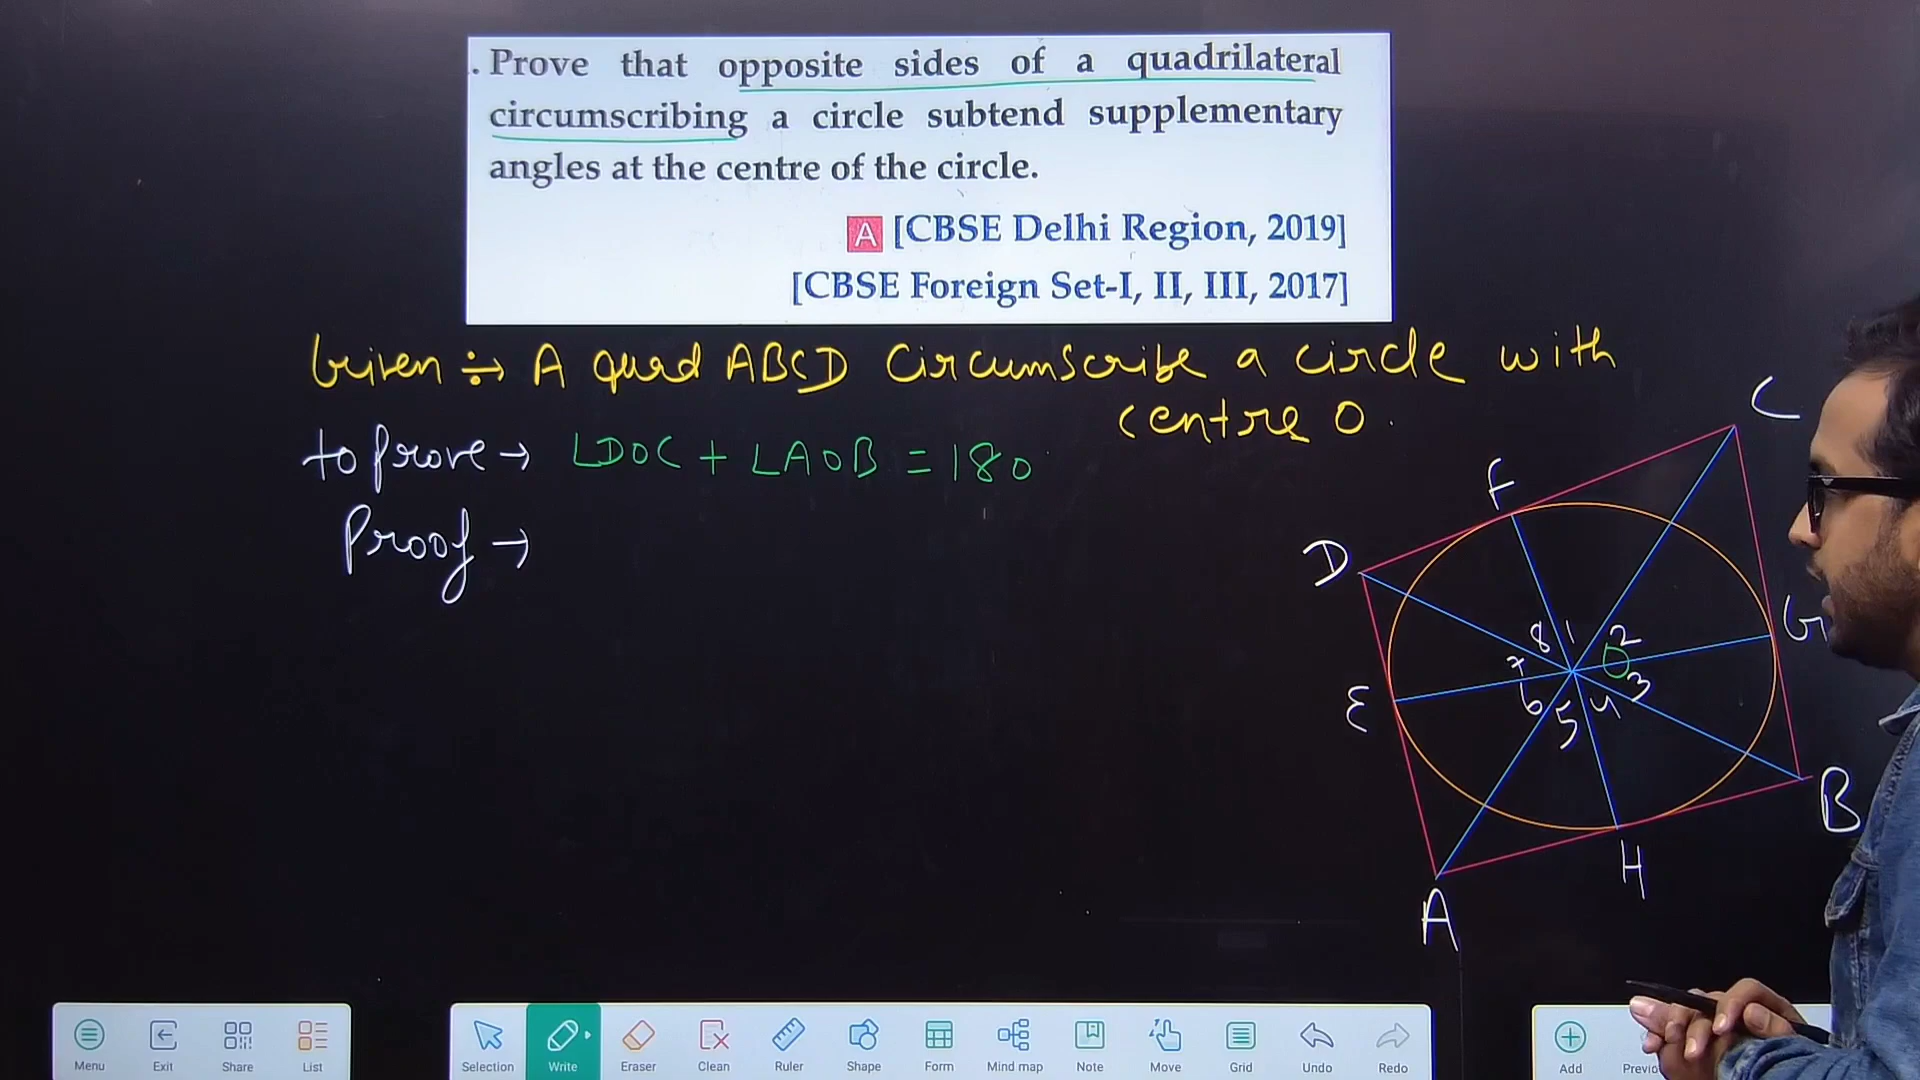 . Prove that opposite sides of a quadrilateral
circumscribing a circle subtend supplementary
angles at the centre of the circle.
A [CBSE Delhi Region, 2019]
[CBSE Foreign Set-I, II, III, 2017]
Given ÷→ A quad ABCD Circumscribe a circle with
centre O.
to prove → ∠DOC + ∠AOB = 180
Proof →
C
F
D
G
8 1 2
7 O
E 6 5 4 3
B
H
A
Menu Exit Share List Selection Write Eraser Clean Ruler Shape Form Mind map Note Move Grid Undo Redo Add Previo